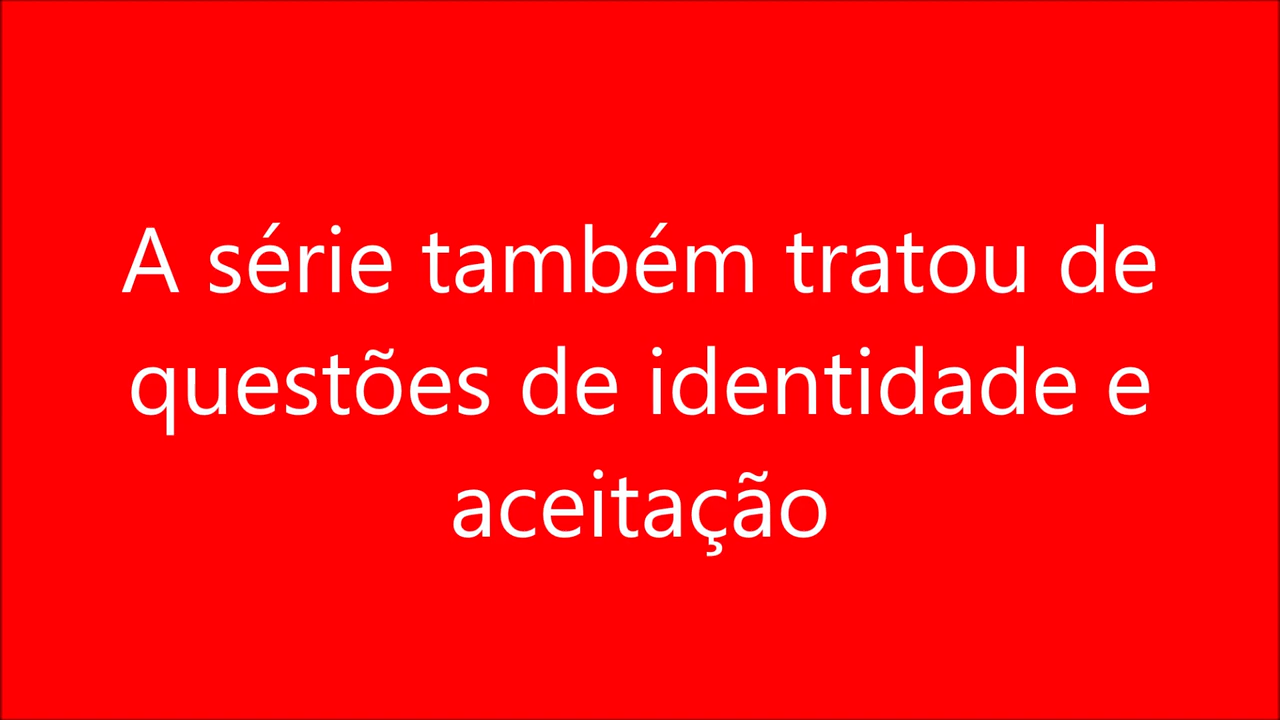 A série também tratou de
questões de identidade e
aceitação